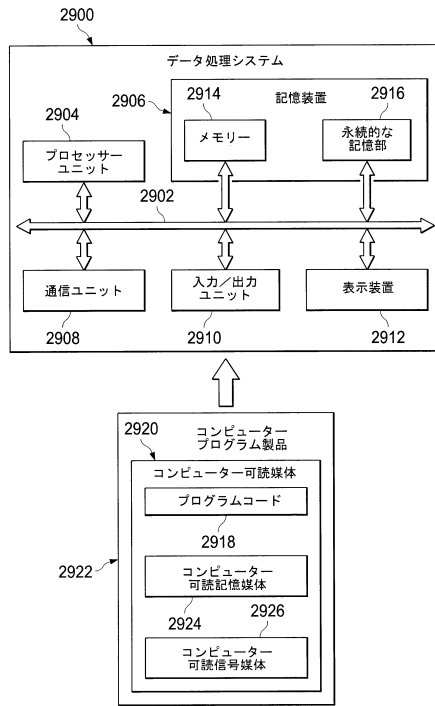 2900
データ処理システム
2906
2914
記憶装置
2916
2904
メモリー
永続的な
記憶部
プロセッサー
ユニット
2902
通信ユニット
入力／出力
ユニット
表示装置
2908
2910
2912
2920
コンピューター
プログラム製品
コンピューター可読媒体
プログラムコード
2918
2922
コンピューター
可読記憶媒体
2924
2926
コンピューター
可読信号媒体